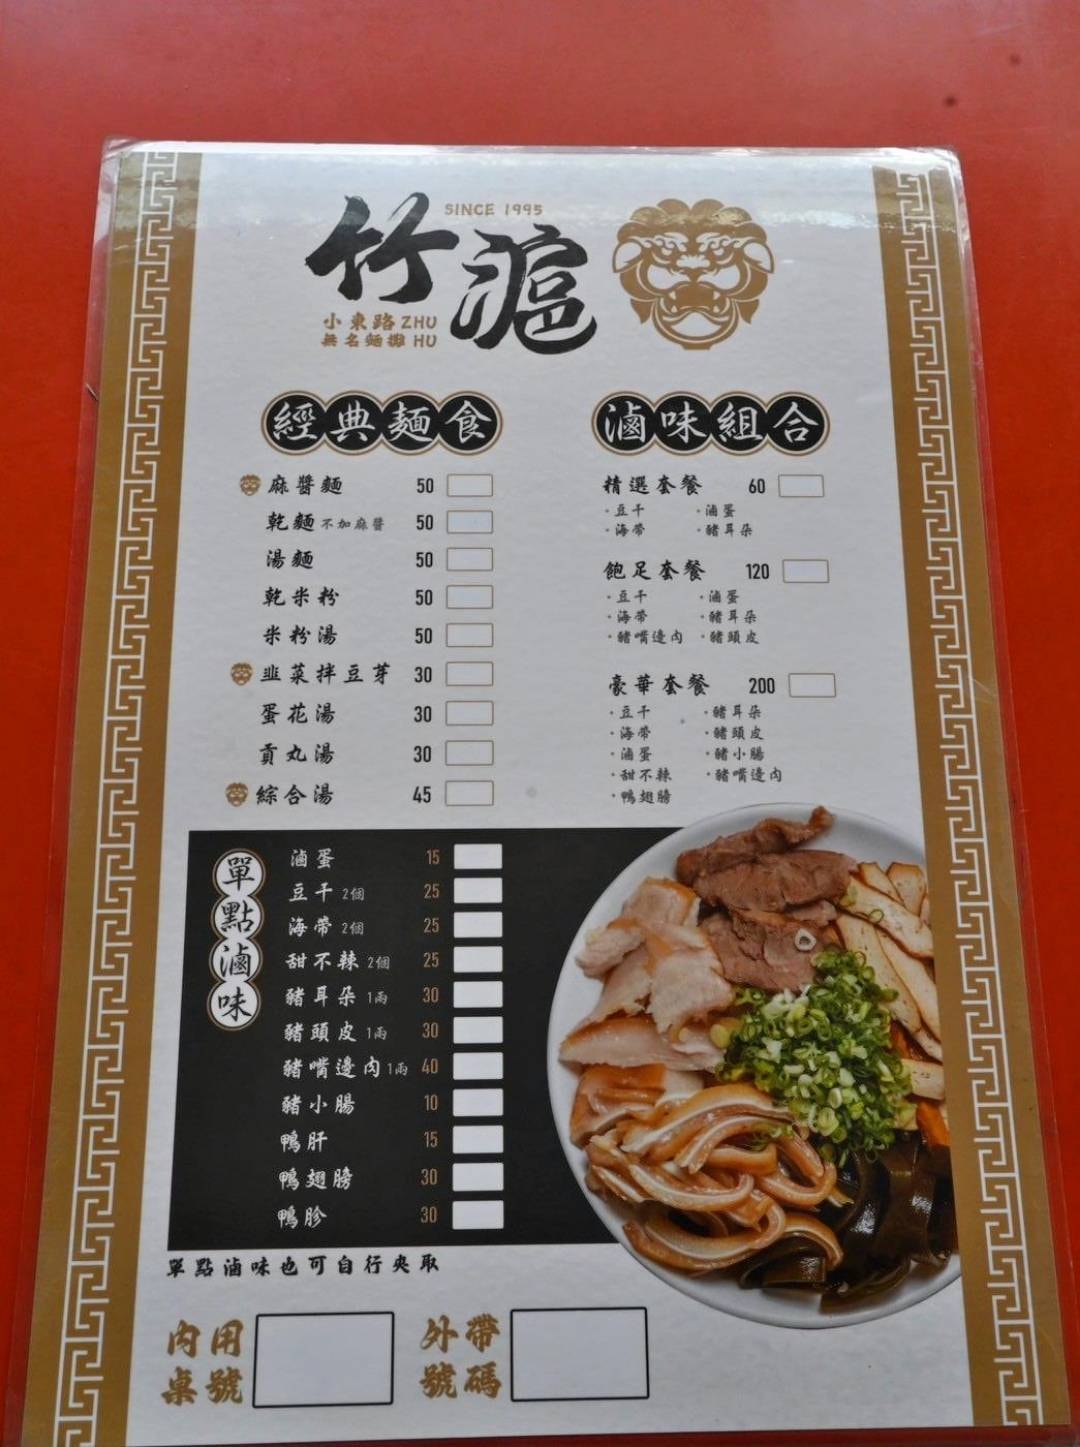 SINCE 1995
竹滬
小東路 ZHU
無名麵攤 HU
經典麵食
麻醬麵 50
乾麵 不加麻醬 50
湯麵 50
乾米粉 50
米粉湯 50
韭菜拌豆芽 30
蛋花湯 30
貢丸湯 30
綜合湯 45
滷味組合
精選套餐 60
·豆干 ·滷蛋
·海帶 ·豬耳朵
飽足套餐 120
·豆干 ·滷蛋
·海帶 ·豬耳朵
·豬嘴邊肉 ·豬頭皮
豪華套餐 200
·豆干 ·豬耳朵
·海帶 ·豬頭皮
·滷蛋 ·豬小腸
·甜不辣 ·豬嘴邊肉
·鴨翅膀
單點滷味
滷蛋 15
豆干 2個 25
海帶 2個 25
甜不辣 2個 25
豬耳朵 1兩 30
豬頭皮 1兩 30
豬嘴邊肉 1兩 40
豬小腸 10
鴨肝 15
鴨翅膀 30
鴨胗 30
單點滷味也可自行夾取
內用
桌號
外帶
號碼